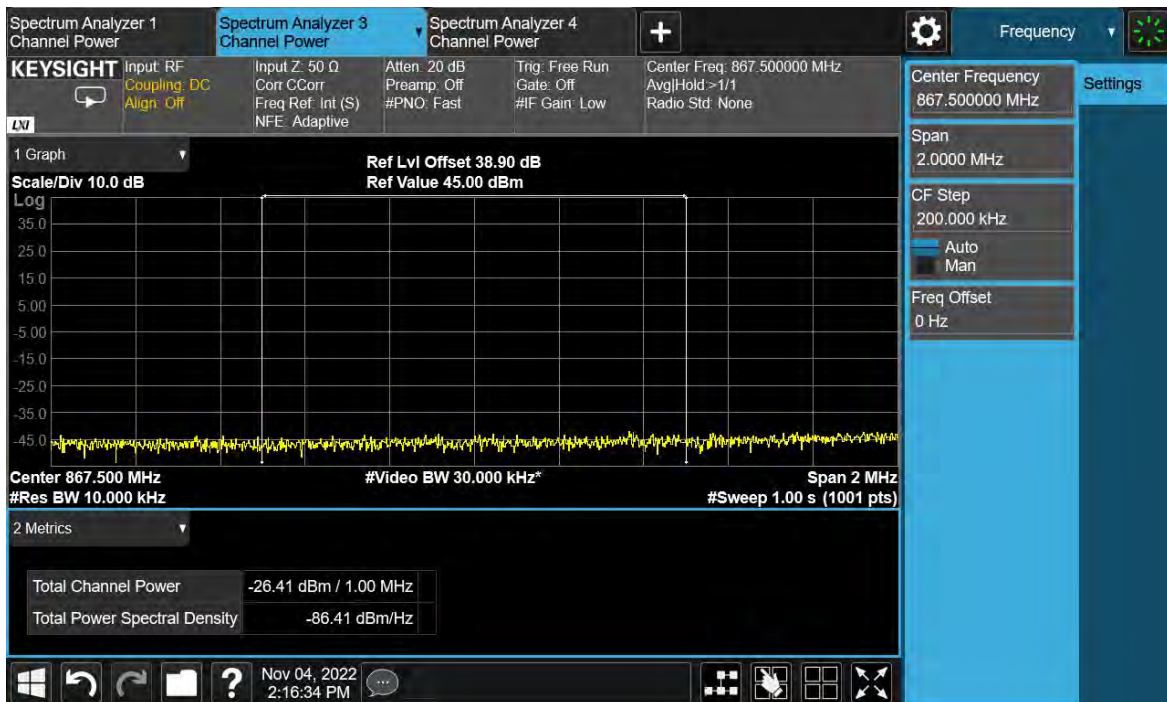 Spectrum Analyzer 1
Channel Power
Spectrum Analyzer 3
Channel Power
Spectrum Analyzer 4
Channel Power
+
Frequency
KEYSIGHT
LXI
Input: RF
Coupling: DC
Align: Off
Input Z: 50 Ω
Corr CCorr
Freq Ref: Int (S)
NFE: Adaptive
Atten: 20 dB
Preamp: Off
#PNO: Fast
Trig: Free Run
Gate: Off
#IF Gain: Low
Center Freq: 867.500000 MHz
Avg|Hold:>1/1
Radio Std: None
Center Frequency
867.500000 MHz
Settings
Span
2.0000 MHz
CF Step
200.000 kHz
Auto
Man
Freq Offset
0 Hz
1 Graph
Scale/Div 10.0 dB
Ref Lvl Offset 38.90 dB
Ref Value 45.00 dBm
Log
35.0
25.0
15.0
5.00
-5.00
-15.0
-25.0
-35.0
-45.0
Center 867.500 MHz
#Video BW 30.000 kHz*
Span 2 MHz
#Res BW 10.000 kHz
#Sweep 1.00 s (1001 pts)
2 Metrics
Total Channel Power -26.41 dBm / 1.00 MHz
Total Power Spectral Density -86.41 dBm/Hz
?
Nov 04, 2022
2:16:34 PM